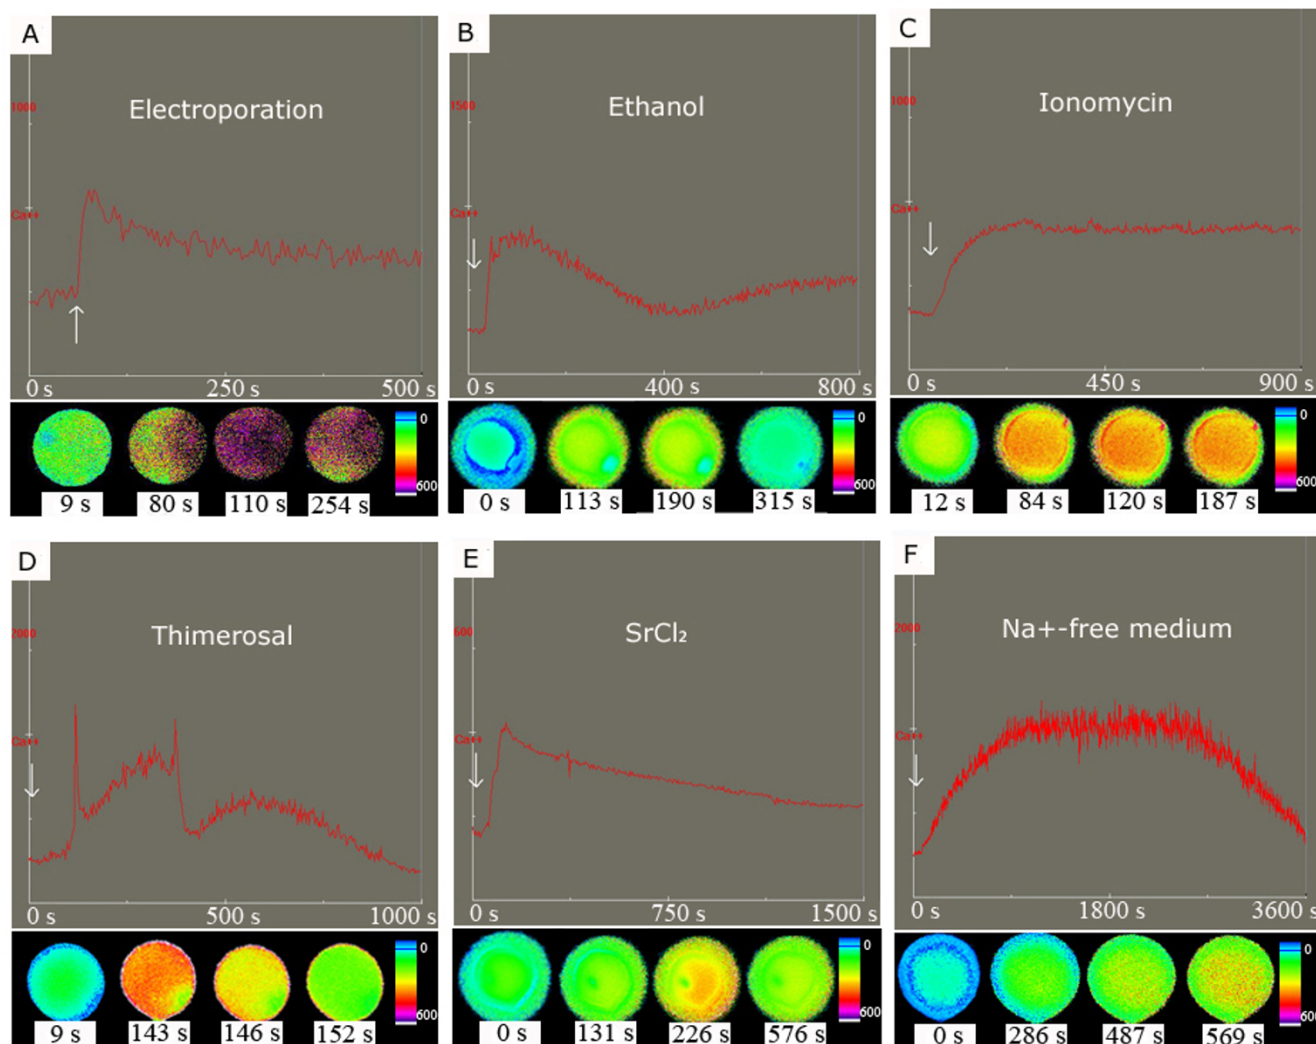 A
1000
Electroporation
Ca++
0 s 250 s 500 s
0
600
9 s 80 s 110 s 254 s
B
1500
Ethanol
Ca++
0 s 400 s 800 s
0
600
0 s 113 s 190 s 315 s
C
1000
Ionomycin
Ca++
0 s 450 s 900 s
0
600
12 s 84 s 120 s 187 s
D
2000
Thimerosal
Ca++
0 s 500 s 1000 s
0
600
9 s 143 s 146 s 152 s
E
600
SrCl₂
Ca++
0 s 750 s 1500 s
0
600
0 s 131 s 226 s 576 s
F
2000
Na+-free medium
Ca++
0 s 1800 s 3600 s
0
600
0 s 286 s 487 s 569 s